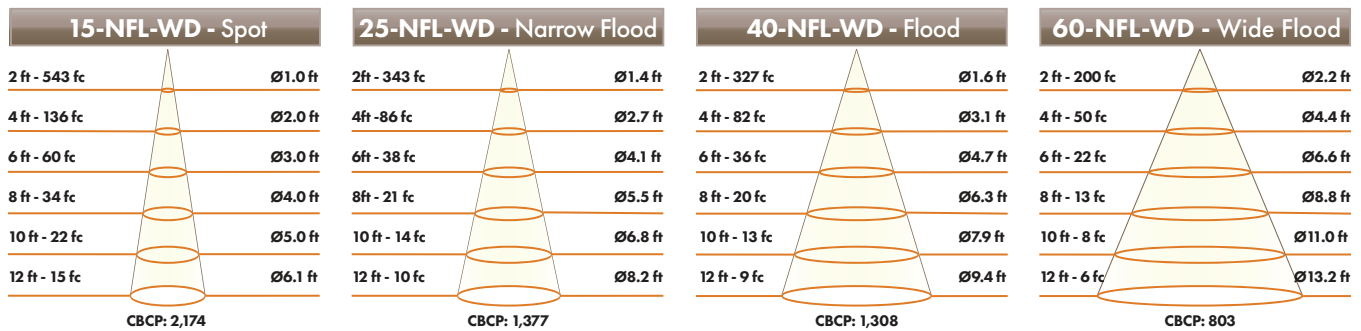 15-NFL-WD - Spot
2 ft - 543 fc Ø1.0 ft
4 ft - 136 fc Ø2.0 ft
6 ft - 60 fc Ø3.0 ft
8 ft - 34 fc Ø4.0 ft
10 ft - 22 fc Ø5.0 ft
12 ft - 15 fc Ø6.1 ft
CBCP: 2,174
25-NFL-WD - Narrow Flood
2ft - 343 fc Ø1.4 ft
4ft-86 fc Ø2.7 ft
6ft - 38 fc Ø4.1 ft
8ft - 21 fc Ø5.5 ft
10 ft - 14 fc Ø6.8 ft
12 ft - 10 fc Ø8.2 ft
CBCP: 1,377
40-NFL-WD - Flood
2 ft - 327 fc Ø1.6 ft
4 ft - 82 fc Ø3.1 ft
6 ft - 36 fc Ø4.7 ft
8 ft - 20 fc Ø6.3 ft
10 ft - 13 fc Ø7.9 ft
12 ft - 9 fc Ø9.4 ft
CBCP: 1,308
60-NFL-WD - Wide Flood
2 ft - 200 fc Ø2.2 ft
4 ft - 50 fc Ø4.4 ft
6 ft - 22 fc Ø6.6 ft
8 ft - 13 fc Ø8.8 ft
10 ft - 8 fc Ø11.0 ft
12 ft - 6 fc Ø13.2 ft
CBCP: 803